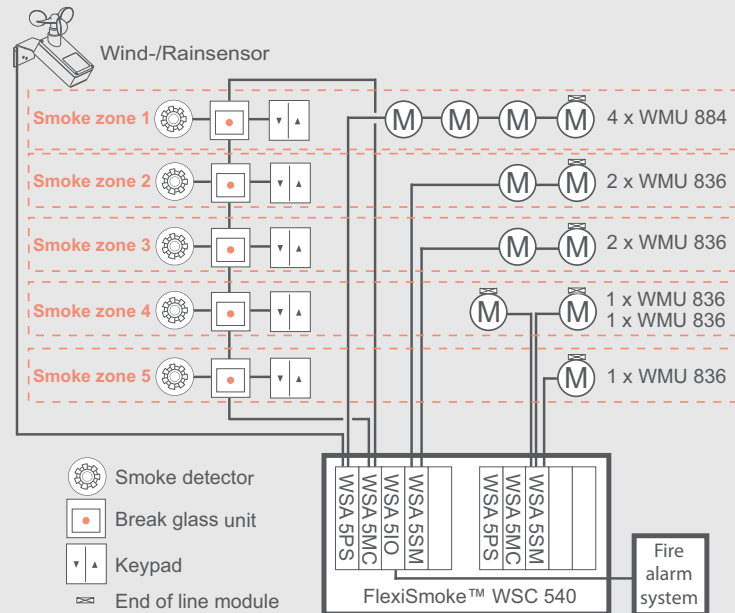 Wind-/Rainsensor
Smoke zone 1
M M M M
4 x WMU 884
Smoke zone 2
M M
2 x WMU 836
Smoke zone 3
M M
2 x WMU 836
Smoke zone 4
M M
1 x WMU 836
1 x WMU 836
Smoke zone 5
M
1 x WMU 836
Smoke detector
Break glass unit
Keypad
End of line module
WSA 5PS
WSA 5MC
WSA 5IO
WSA 5SM
WSA 5PS
WSA 5MC
WSA 5SM
FlexiSmoke™ WSC 540
Fire
alarm
system